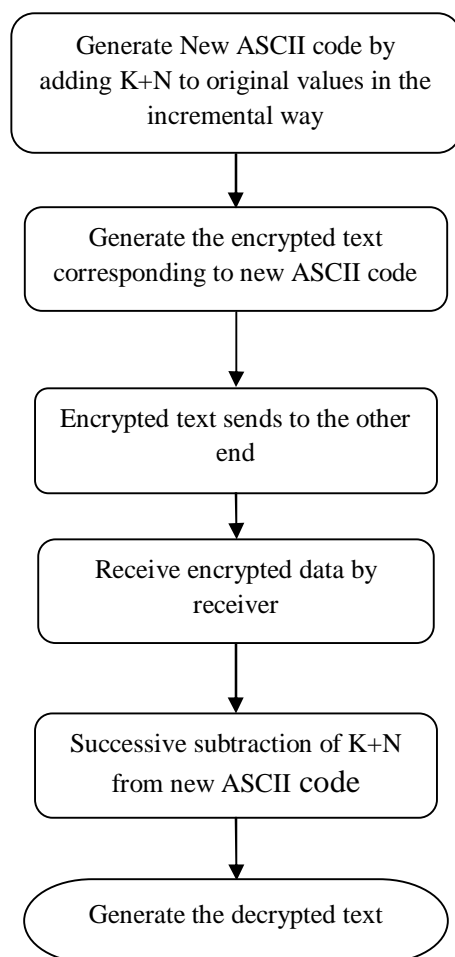 Generate New ASCII code by
adding K+N to original values in the
incremental way
Generate the encrypted text
corresponding to new ASCII code
Encrypted text sends to the other
end
Receive encrypted data by
receiver
Successive subtraction of K+N
from new ASCII code
Generate the decrypted text